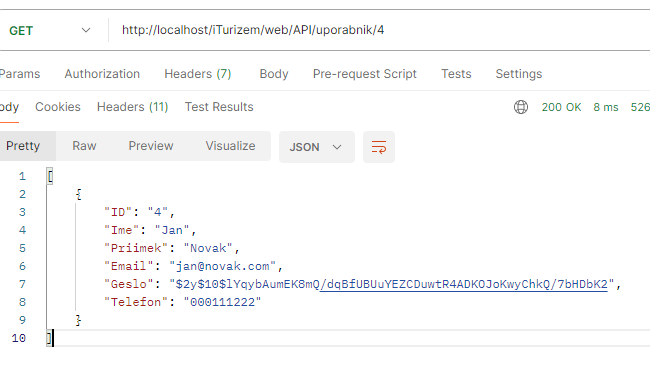 GET http://localhost/iTurizem/web/API/uporabnik/4
Params Authorization Headers (7) Body Pre-request Script Tests Settings
ody Cookies Headers (11) Test Results 200 OK 8 ms 526
Pretty Raw Preview Visualize JSON
1 [
2 {
3 "ID": "4",
4 "Ime": "Jan",
5 "Priimek": "Novak",
6 "Email": "jan@novak.com",
7 "Geslo": "$2y$10$lYqybAumEK8mQ/dqBfUBUuYEZCDuwtR4ADKOJoKwyChkQ/7bHDbK2",
8 "Telefon": "000111222"
9 }
10 ]